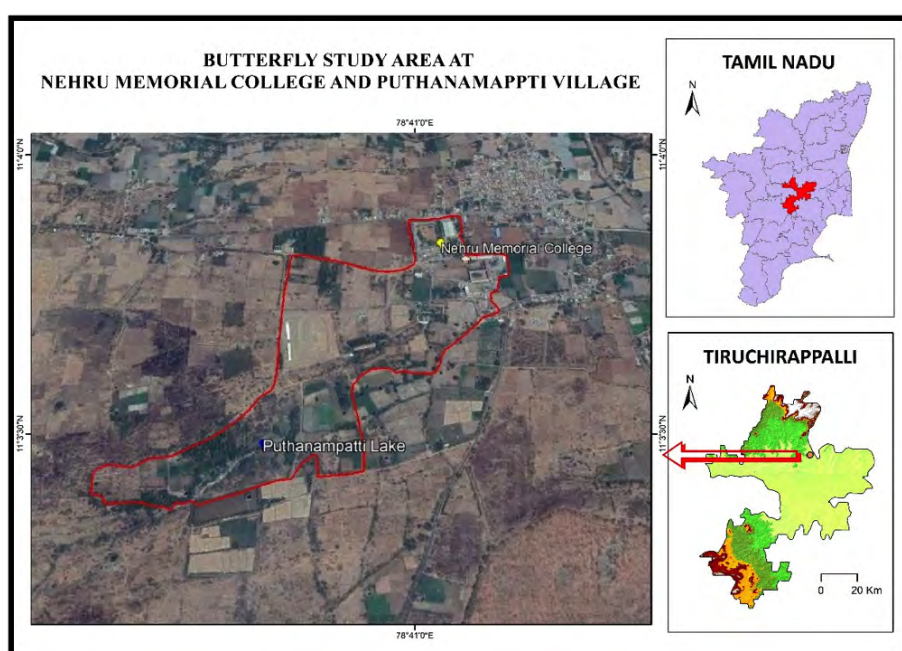 BUTTERFLY STUDY AREA AT
NEHRU MEMORIAL COLLEGE AND PUTHANAMAPPTI VILLAGE
78°41'0"E
11°4'0"N
11°4'0"N
Nehru Memorial College
11°3'30"N
11°3'30"N
Puthanampatti Lake
78°41'0"E
TAMIL NADU
N
TIRUCHIRAPPALLI
N
0 20 Km